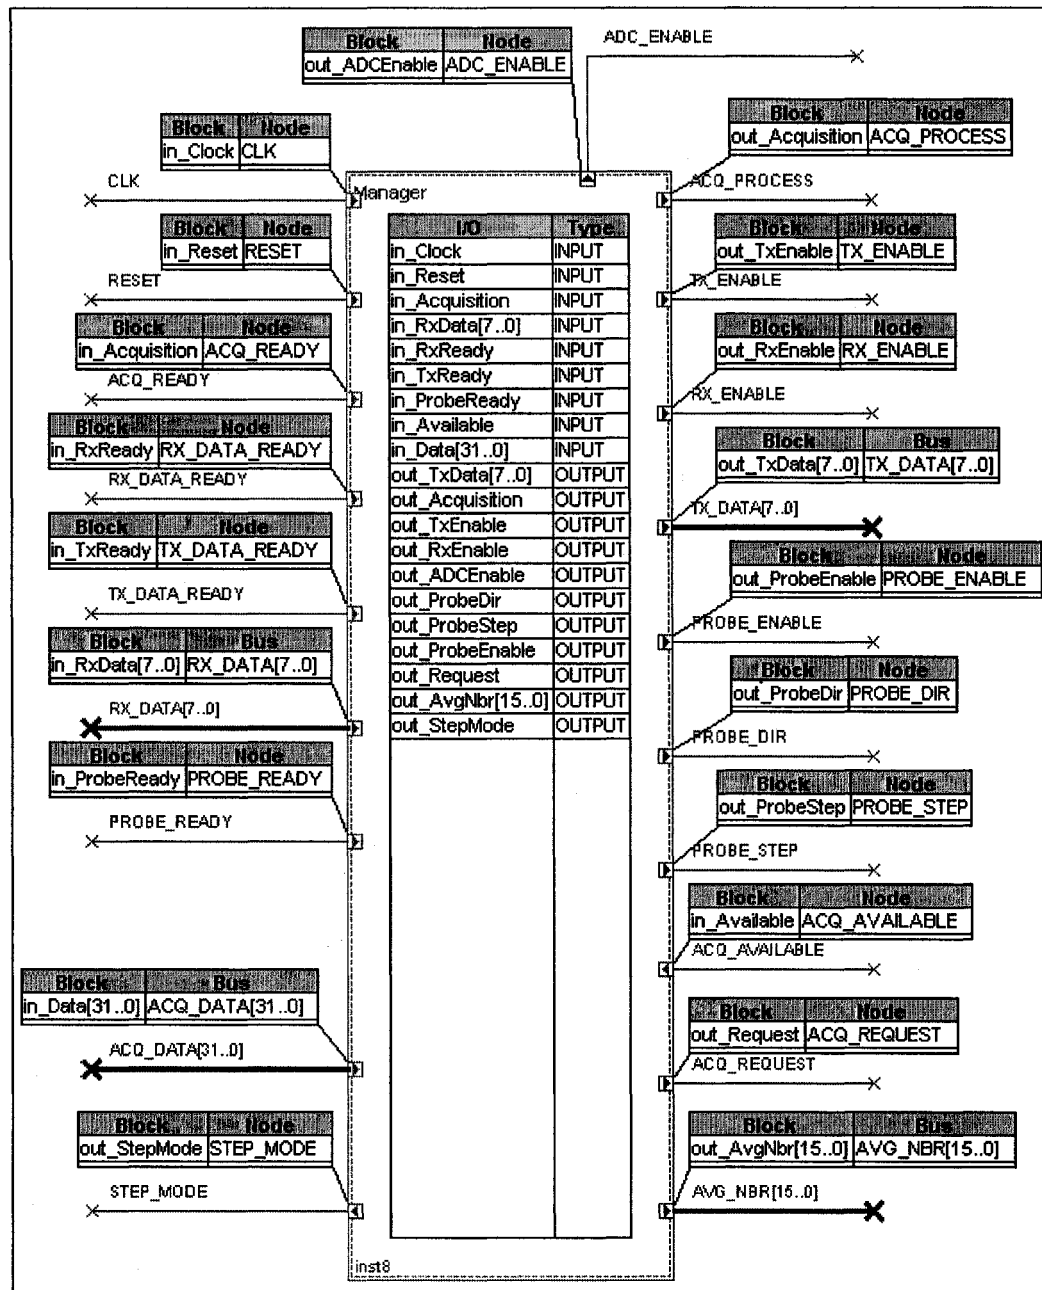 Block Node
out_ADCEnable ADC_ENABLE
ADC_ENABLE
Block Node
in_Clock CLK
CLK
Block Node
in_Reset RESET
RESET
Block Node
in_Acquisition ACQ_READY
ACQ_READY
Block Node
in_RxReady RX_DATA_READY
RX_DATA_READY
Block Node
in_TxReady TX_DATA_READY
TX_DATA_READY
Block Bus
in_RxData[7..0] RX_DATA[7..0]
RX_DATA[7..0]
Block Node
in_ProbeReady PROBE_READY
PROBE_READY
Block Bus
in_Data[31..0] ACQ_DATA[31..0]
ACQ_DATA[31..0]
Block Node
out_StepMode STEP_MODE
STEP_MODE
Manager
I/O Type
in_Clock INPUT
in_Reset INPUT
in_Acquisition INPUT
in_RxData[7..0] INPUT
in_RxReady INPUT
in_TxReady INPUT
in_ProbeReady INPUT
in_Available INPUT
in_Data[31..0] INPUT
out_TxData[7..0] OUTPUT
out_Acquisition OUTPUT
out_TxEnable OUTPUT
out_RxEnable OUTPUT
out_ADCEnable OUTPUT
out_ProbeDir OUTPUT
out_ProbeStep OUTPUT
out_ProbeEnable OUTPUT
out_Request OUTPUT
out_AvgNbr[15..0] OUTPUT
out_StepMode OUTPUT
inst8
Block Node
out_Acquisition ACQ_PROCESS
ACQ_PROCESS
Block Node
out_TxEnable TX_ENABLE
TX_ENABLE
Block Node
out_RxEnable RX_ENABLE
RX_ENABLE
Block Bus
out_TxData[7..0] TX_DATA[7..0]
TX_DATA[7..0]
Block Node
out_ProbeEnable PROBE_ENABLE
PROBE_ENABLE
Block Node
out_ProbeDir PROBE_DIR
PROBE_DIR
Block Node
out_ProbeStep PROBE_STEP
PROBE_STEP
Block Node
in_Available ACQ_AVAILABLE
ACQ_AVAILABLE
Block Node
out_Request ACQ_REQUEST
ACQ_REQUEST
Block Bus
out_AvgNbr[15..0] AVG_NBR[15..0]
AVG_NBR[15..0]